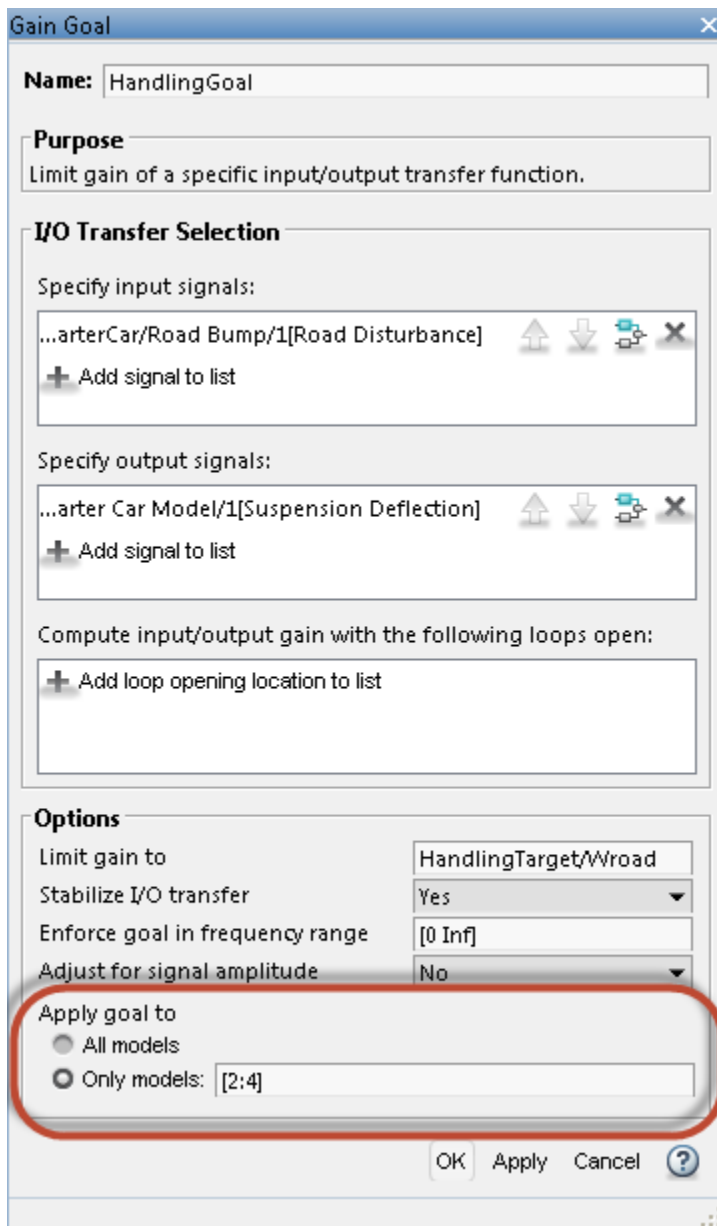 Gain Goal
Name: HandlingGoal
Purpose
Limit gain of a specific input/output transfer function.
I/O Transfer Selection
Specify input signals:
...arterCar/Road Bump/1[Road Disturbance]
Add signal to list
Specify output signals:
...arter Car Model/1[Suspension Deflection]
Add signal to list
Compute input/output gain with the following loops open:
Add loop opening location to list
Options
Limit gain to HandlingTarget/Wroad
Stabilize I/O transfer Yes
Enforce goal in frequency range [0 Inf]
Adjust for signal amplitude No
Apply goal to
All models
Only models: [2:4]
OK Apply Cancel ?